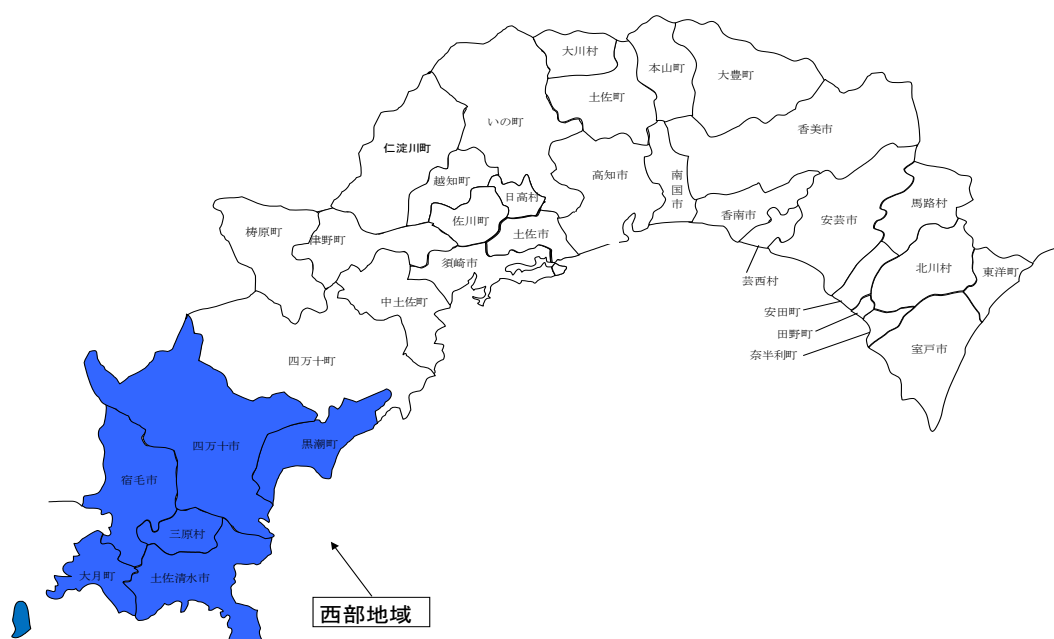 大川村
本山町
大豊町
土佐町
いの町
香美市
仁淀川町
越知町
高知市
南国市
日高村
馬路村
佐川町
香南市
安芸市
梼原町
津野町
土佐市
須崎市
北川村
東洋町
芸西村
中土佐町
安田町
田野町
奈半利町
室戸市
四万十町
四万十市
黒潮町
宿毛市
三原村
大月町
土佐清水市
西部地域